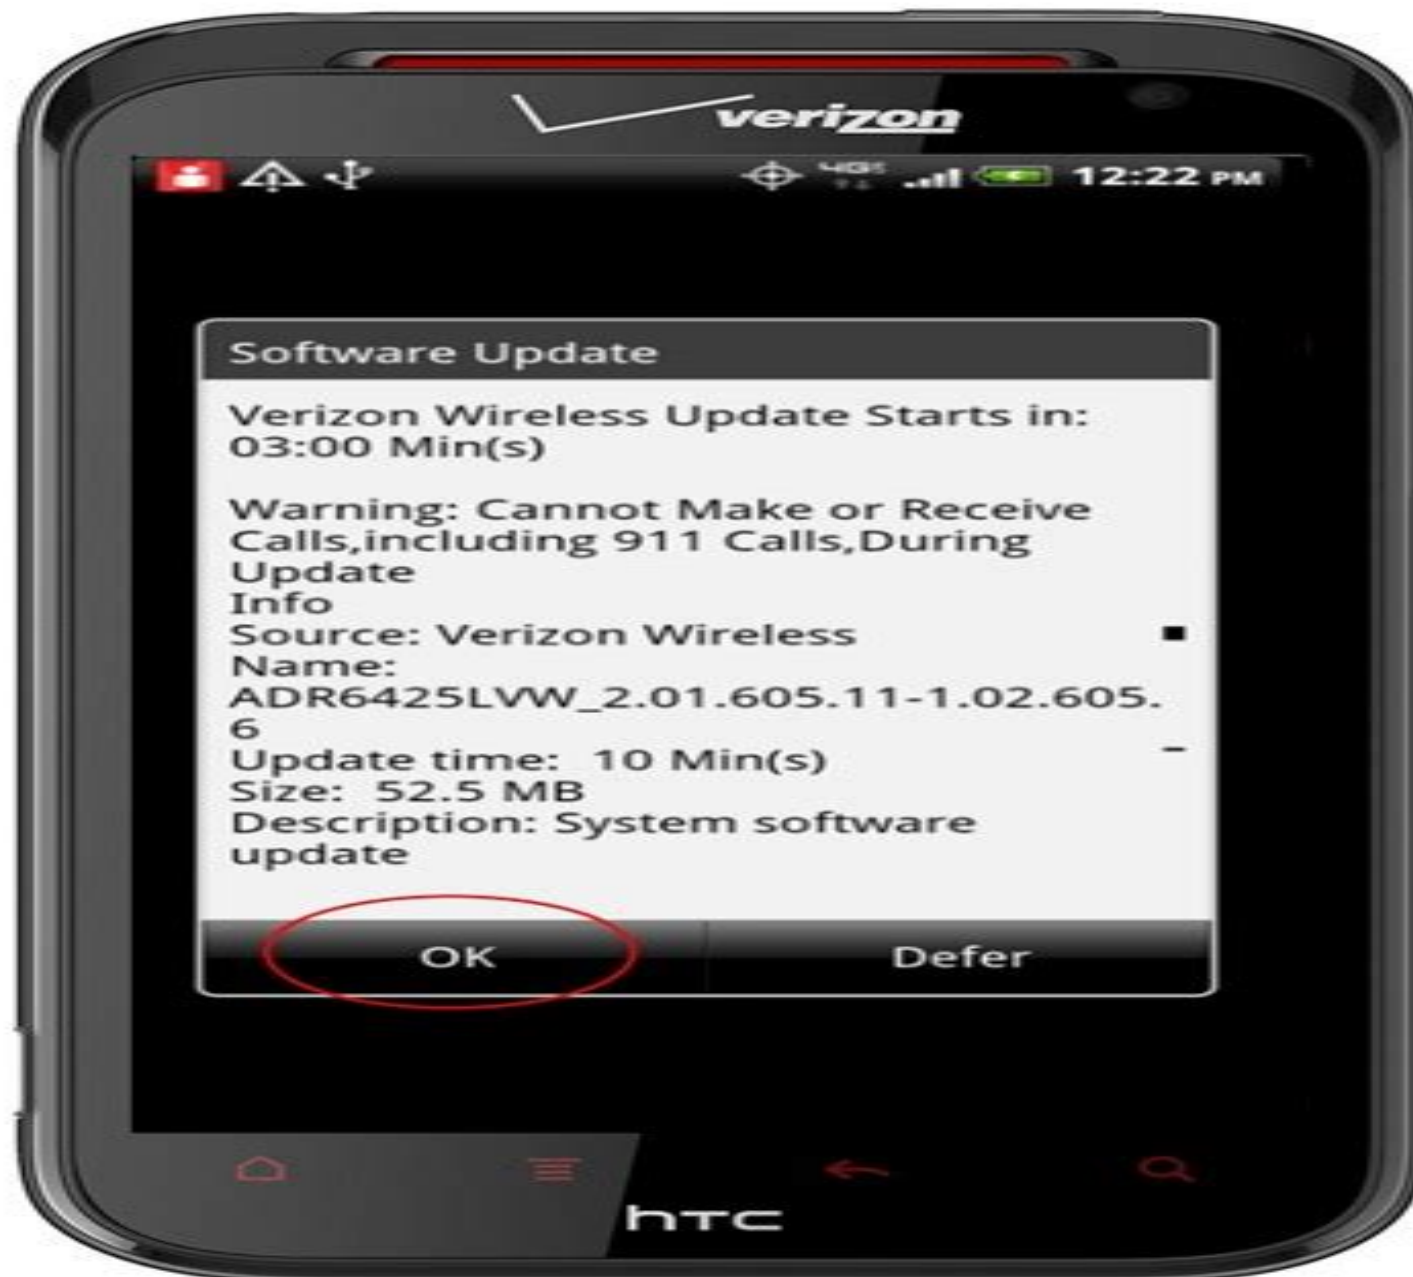 verizon
4G
12:22 PM
Software Update
Verizon Wireless Update Starts in:
03:00 Min(s)
Warning: Cannot Make or Receive
Calls,including 911 Calls,During
Update
Info
Source: Verizon Wireless
Name:
ADR6425LVW_2.01.605.11-1.02.605.
6
Update time:  10 Min(s)
Size:  52.5 MB
Description: System software
update
OK
Defer
hTC